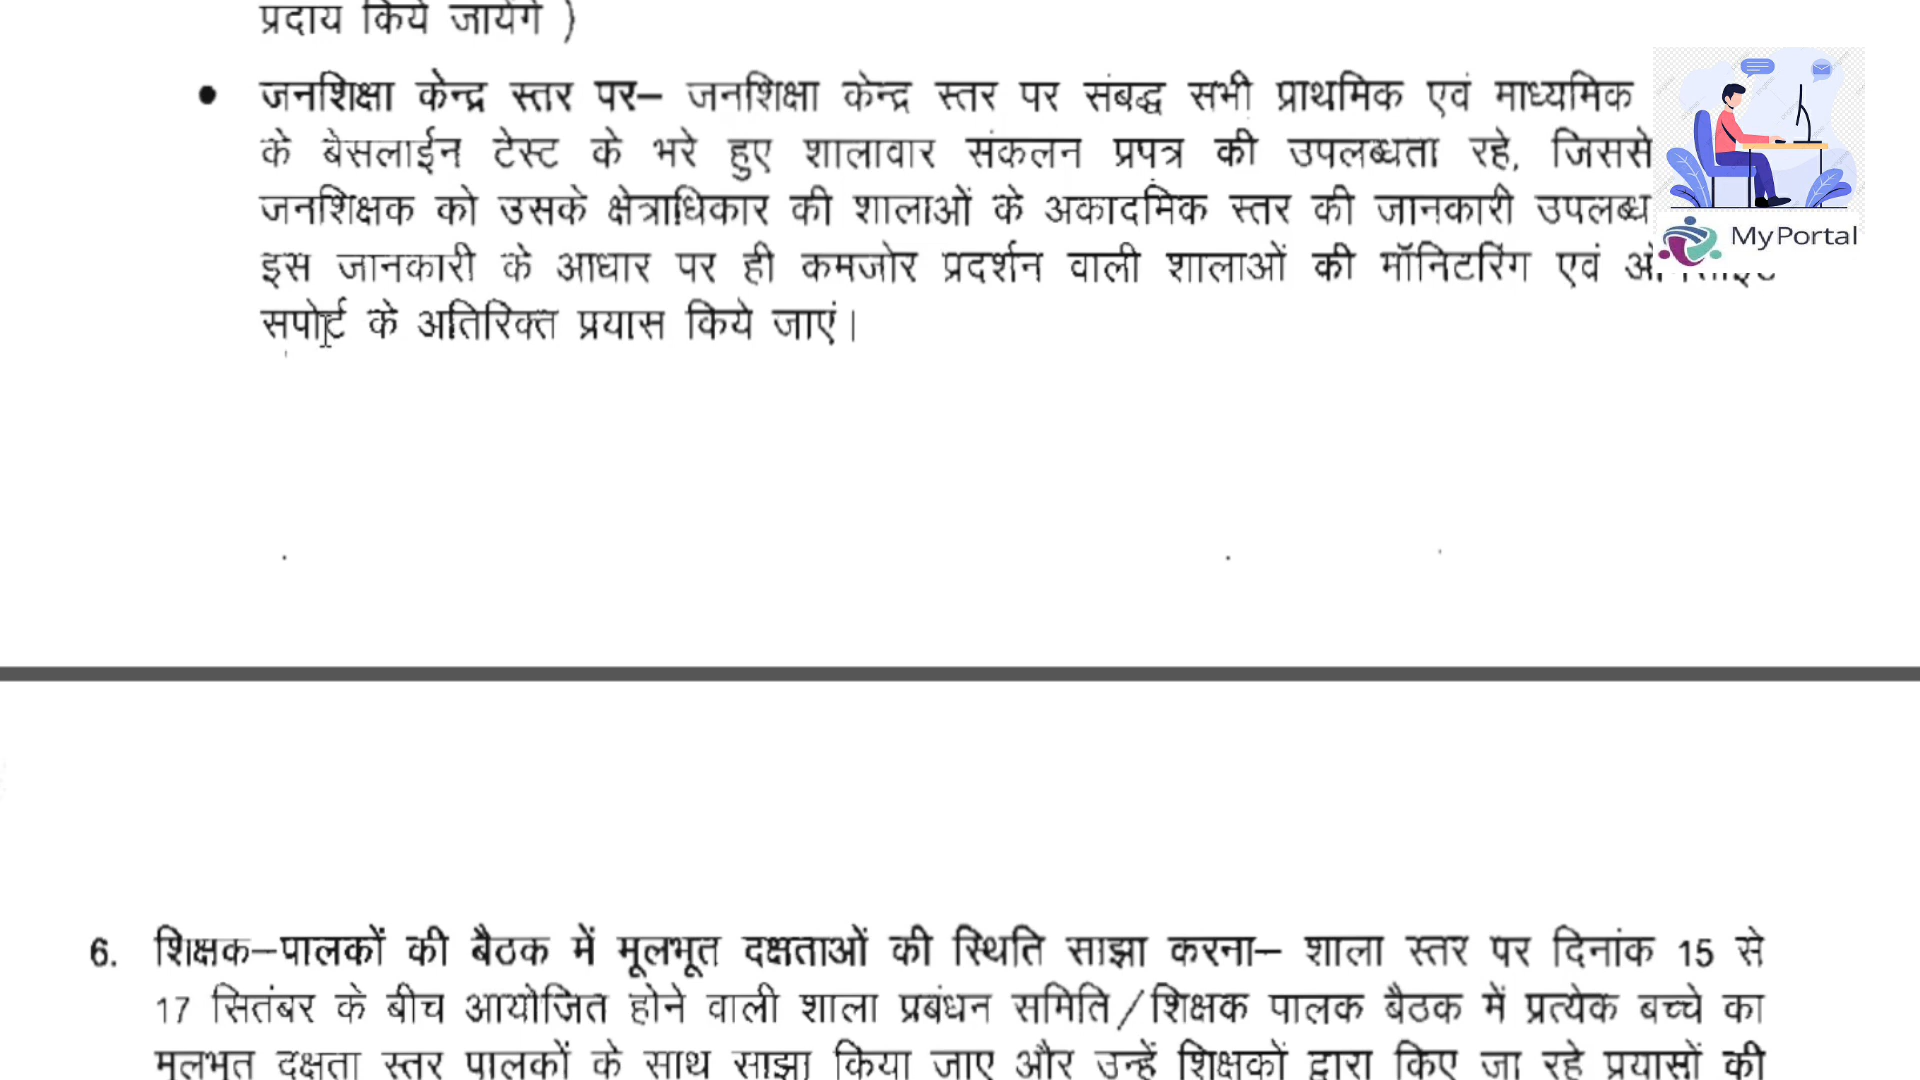 प्रदाय किये जायेंगे )
• जनशिक्षा केन्द्र स्तर पर– जनशिक्षा केन्द्र स्तर पर संबद्ध सभी प्राथमिक एवं माध्यमिक
के बेसलाईन टेस्ट के भरे हुए शालावार संकलन प्रपत्र की उपलब्धता रहे, जिससे
जनशिक्षक को उसके क्षेत्राधिकार की शालाओं के अकादमिक स्तर की जानकारी उपलब्ध
इस जानकारी के आधार पर ही कमजोर प्रदर्शन वाली शालाओं की मॉनिटरिंग एवं
सपोर्ट के अतिरिक्त प्रयास किये जाएं।
MyPortal
6. शिक्षक–पालकों की बैठक में मूलभूत दक्षताओं की स्थिति साझा करना– शाला स्तर पर दिनांक 15 से
17 सितंबर के बीच आयोजित होने वाली शाला प्रबंधन समिति/शिक्षक पालक बैठक में प्रत्येक बच्चे का
मूलभूत दक्षता स्तर पालकों के साथ साझा किया जाए और उन्हें शिक्षकों द्वारा किए जा रहे प्रयासों की